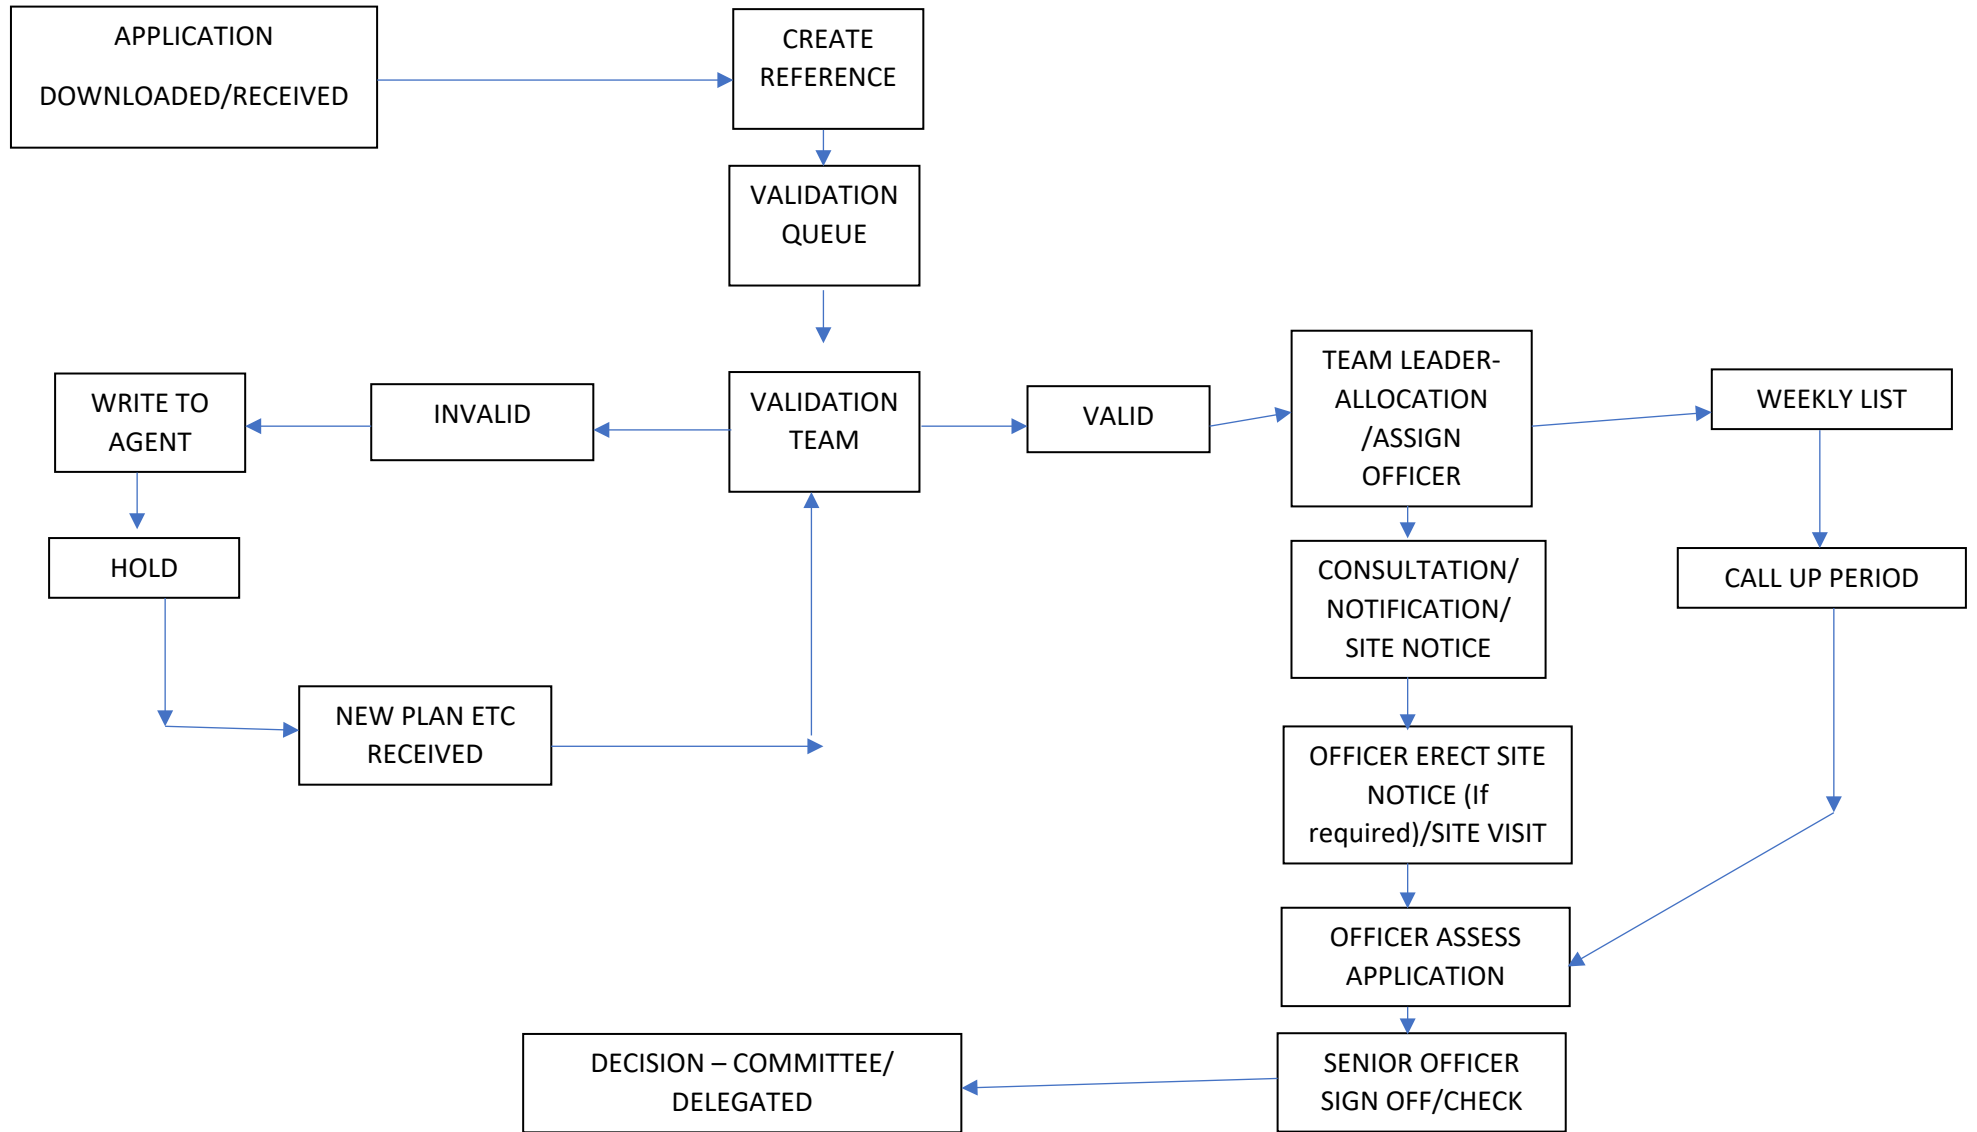 APPLICATION
DOWNLOADED/RECEIVED
CREATE
REFERENCE
VALIDATION
QUEUE
WRITE TO
AGENT
INVALID
VALIDATION
TEAM
VALID
TEAM LEADER-
ALLOCATION
/ASSIGN
OFFICER
WEEKLY LIST
HOLD
CONSULTATION/
NOTIFICATION/
SITE NOTICE
CALL UP PERIOD
NEW PLAN ETC
RECEIVED
OFFICER ERECT SITE
NOTICE (If
required)/SITE VISIT
OFFICER ASSESS
APPLICATION
DECISION – COMMITTEE/
DELEGATED
SENIOR OFFICER
SIGN OFF/CHECK